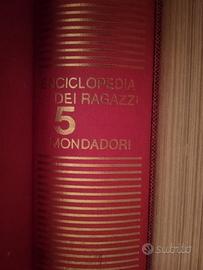 ENCICLOPEDIA
DEI RAGAZZI
5
MONDADORI
subito